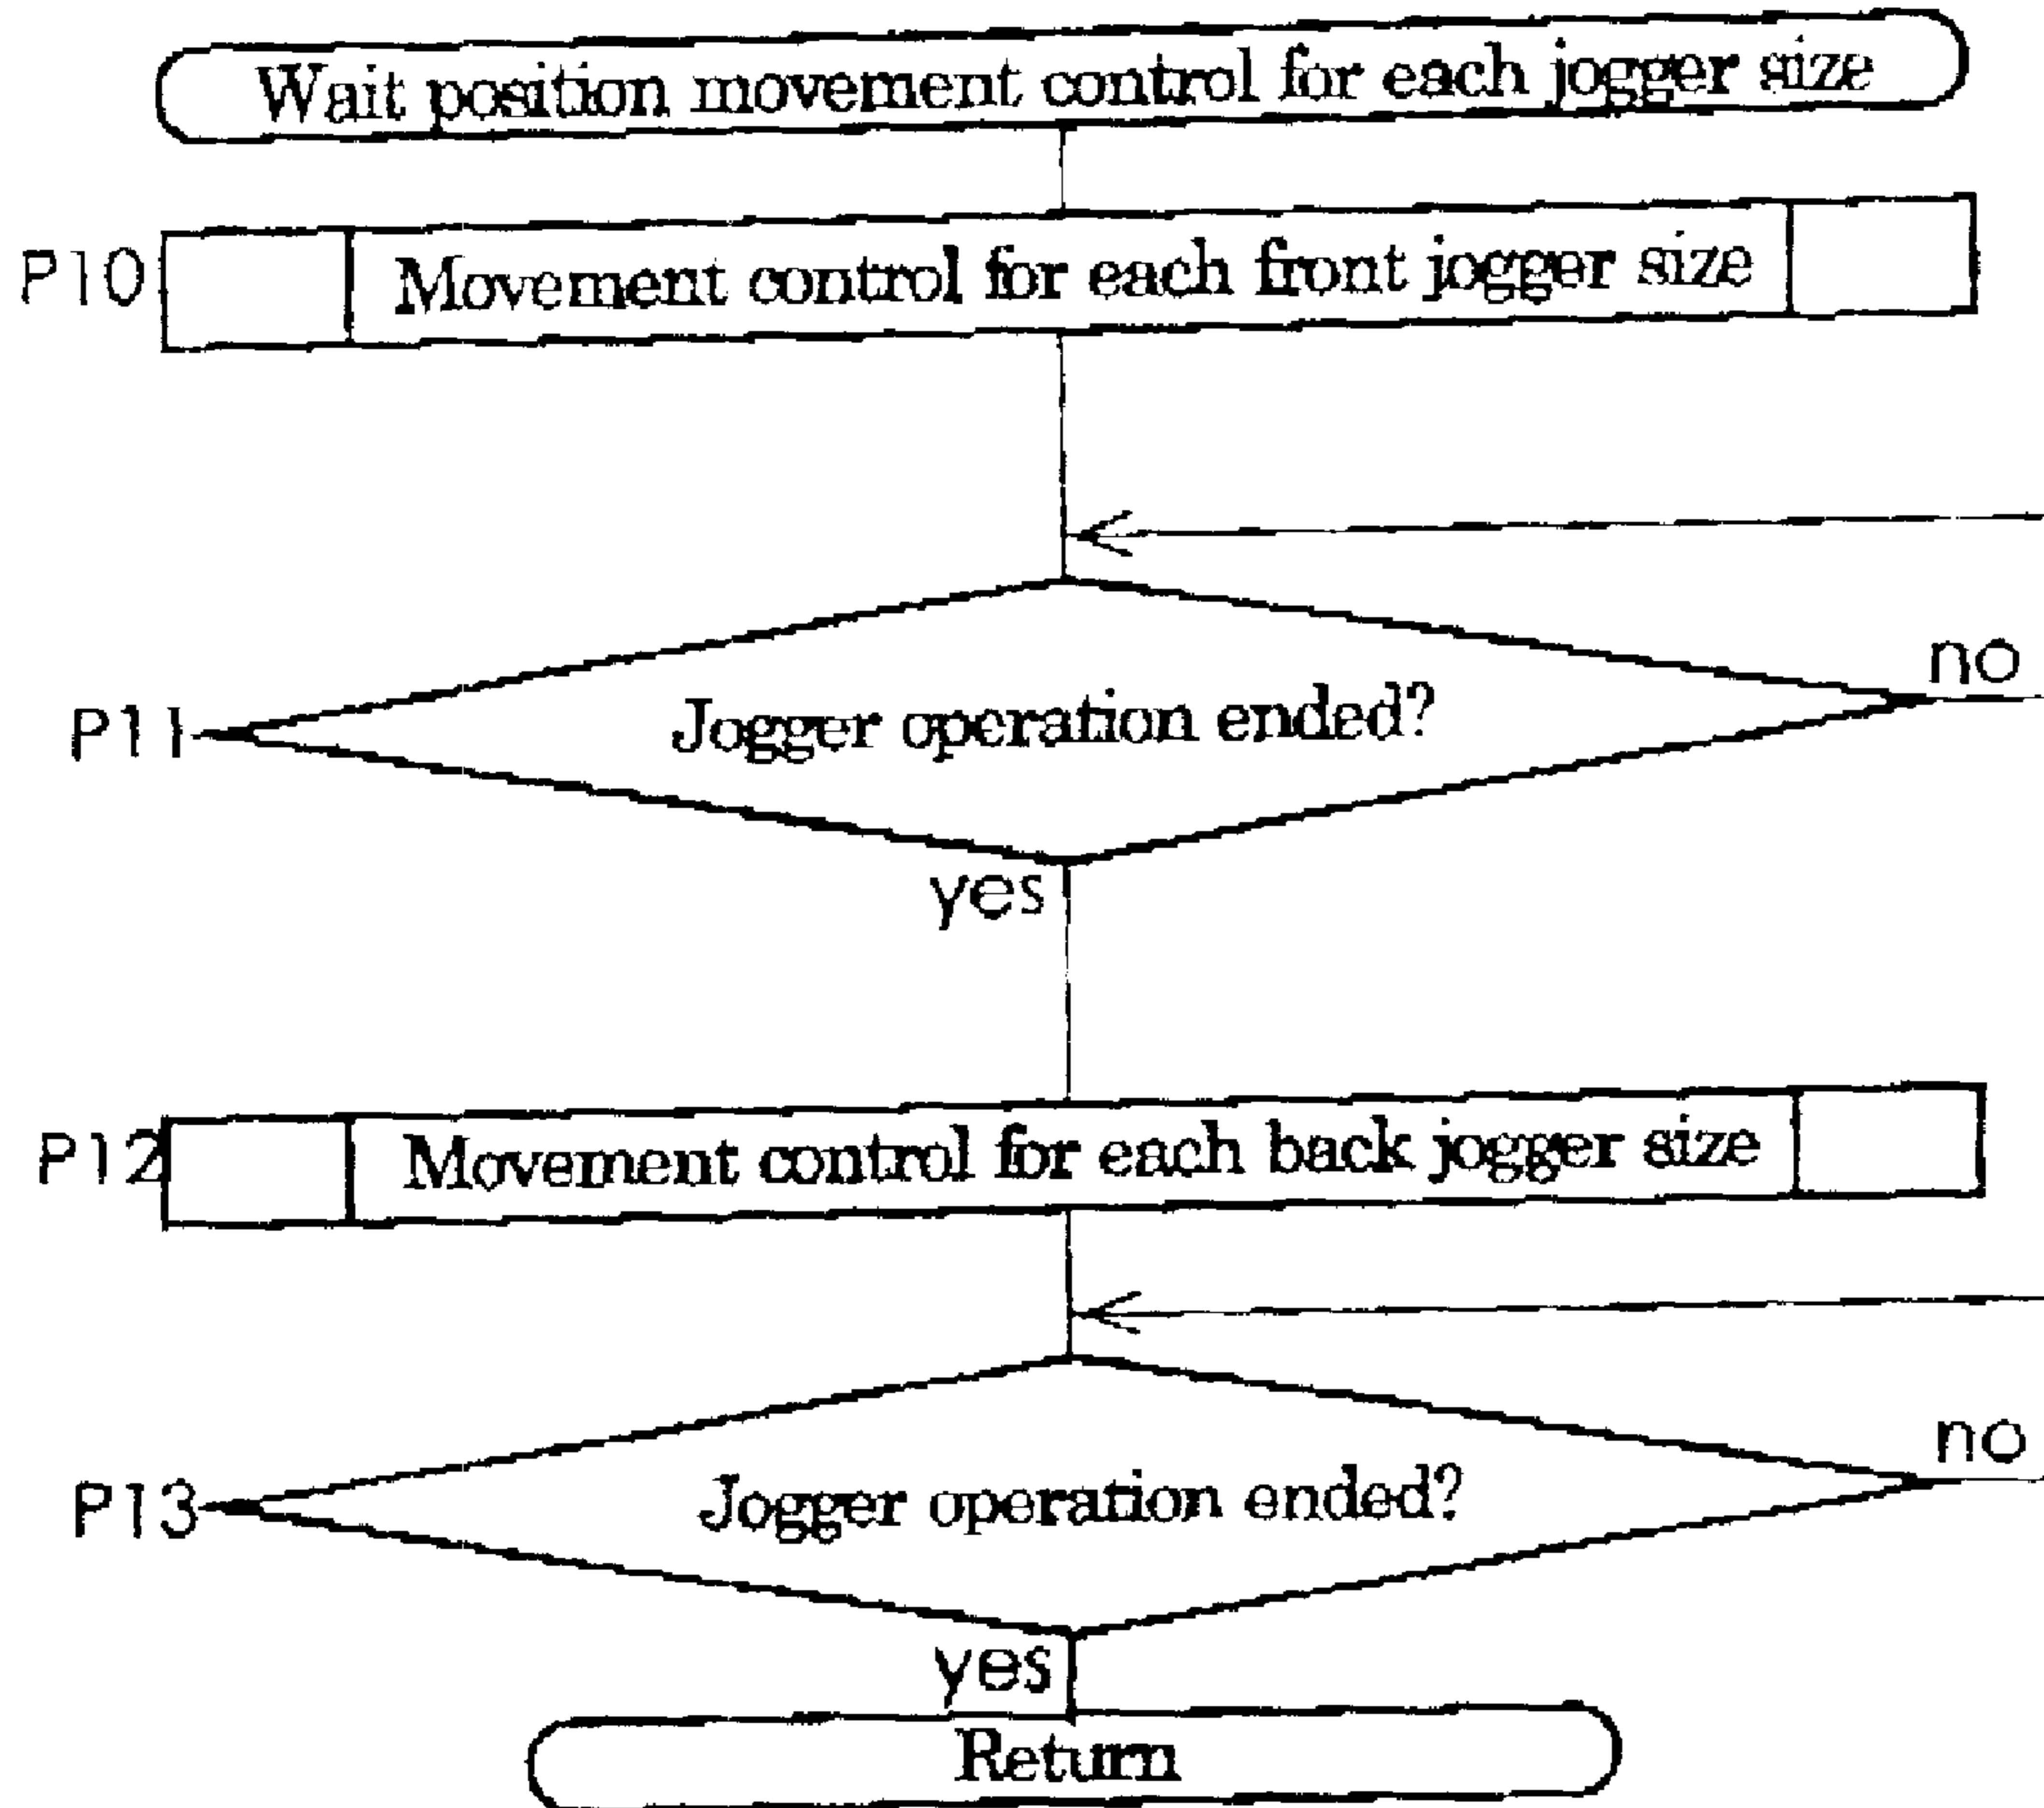 Wait position movement control for each jogger size
P10 Movement control for each front jogger size
no
P11 Jogger operation ended?
yes
P12 Movement control for each back jogger size
no
P13 Jogger operation ended?
yes
Return